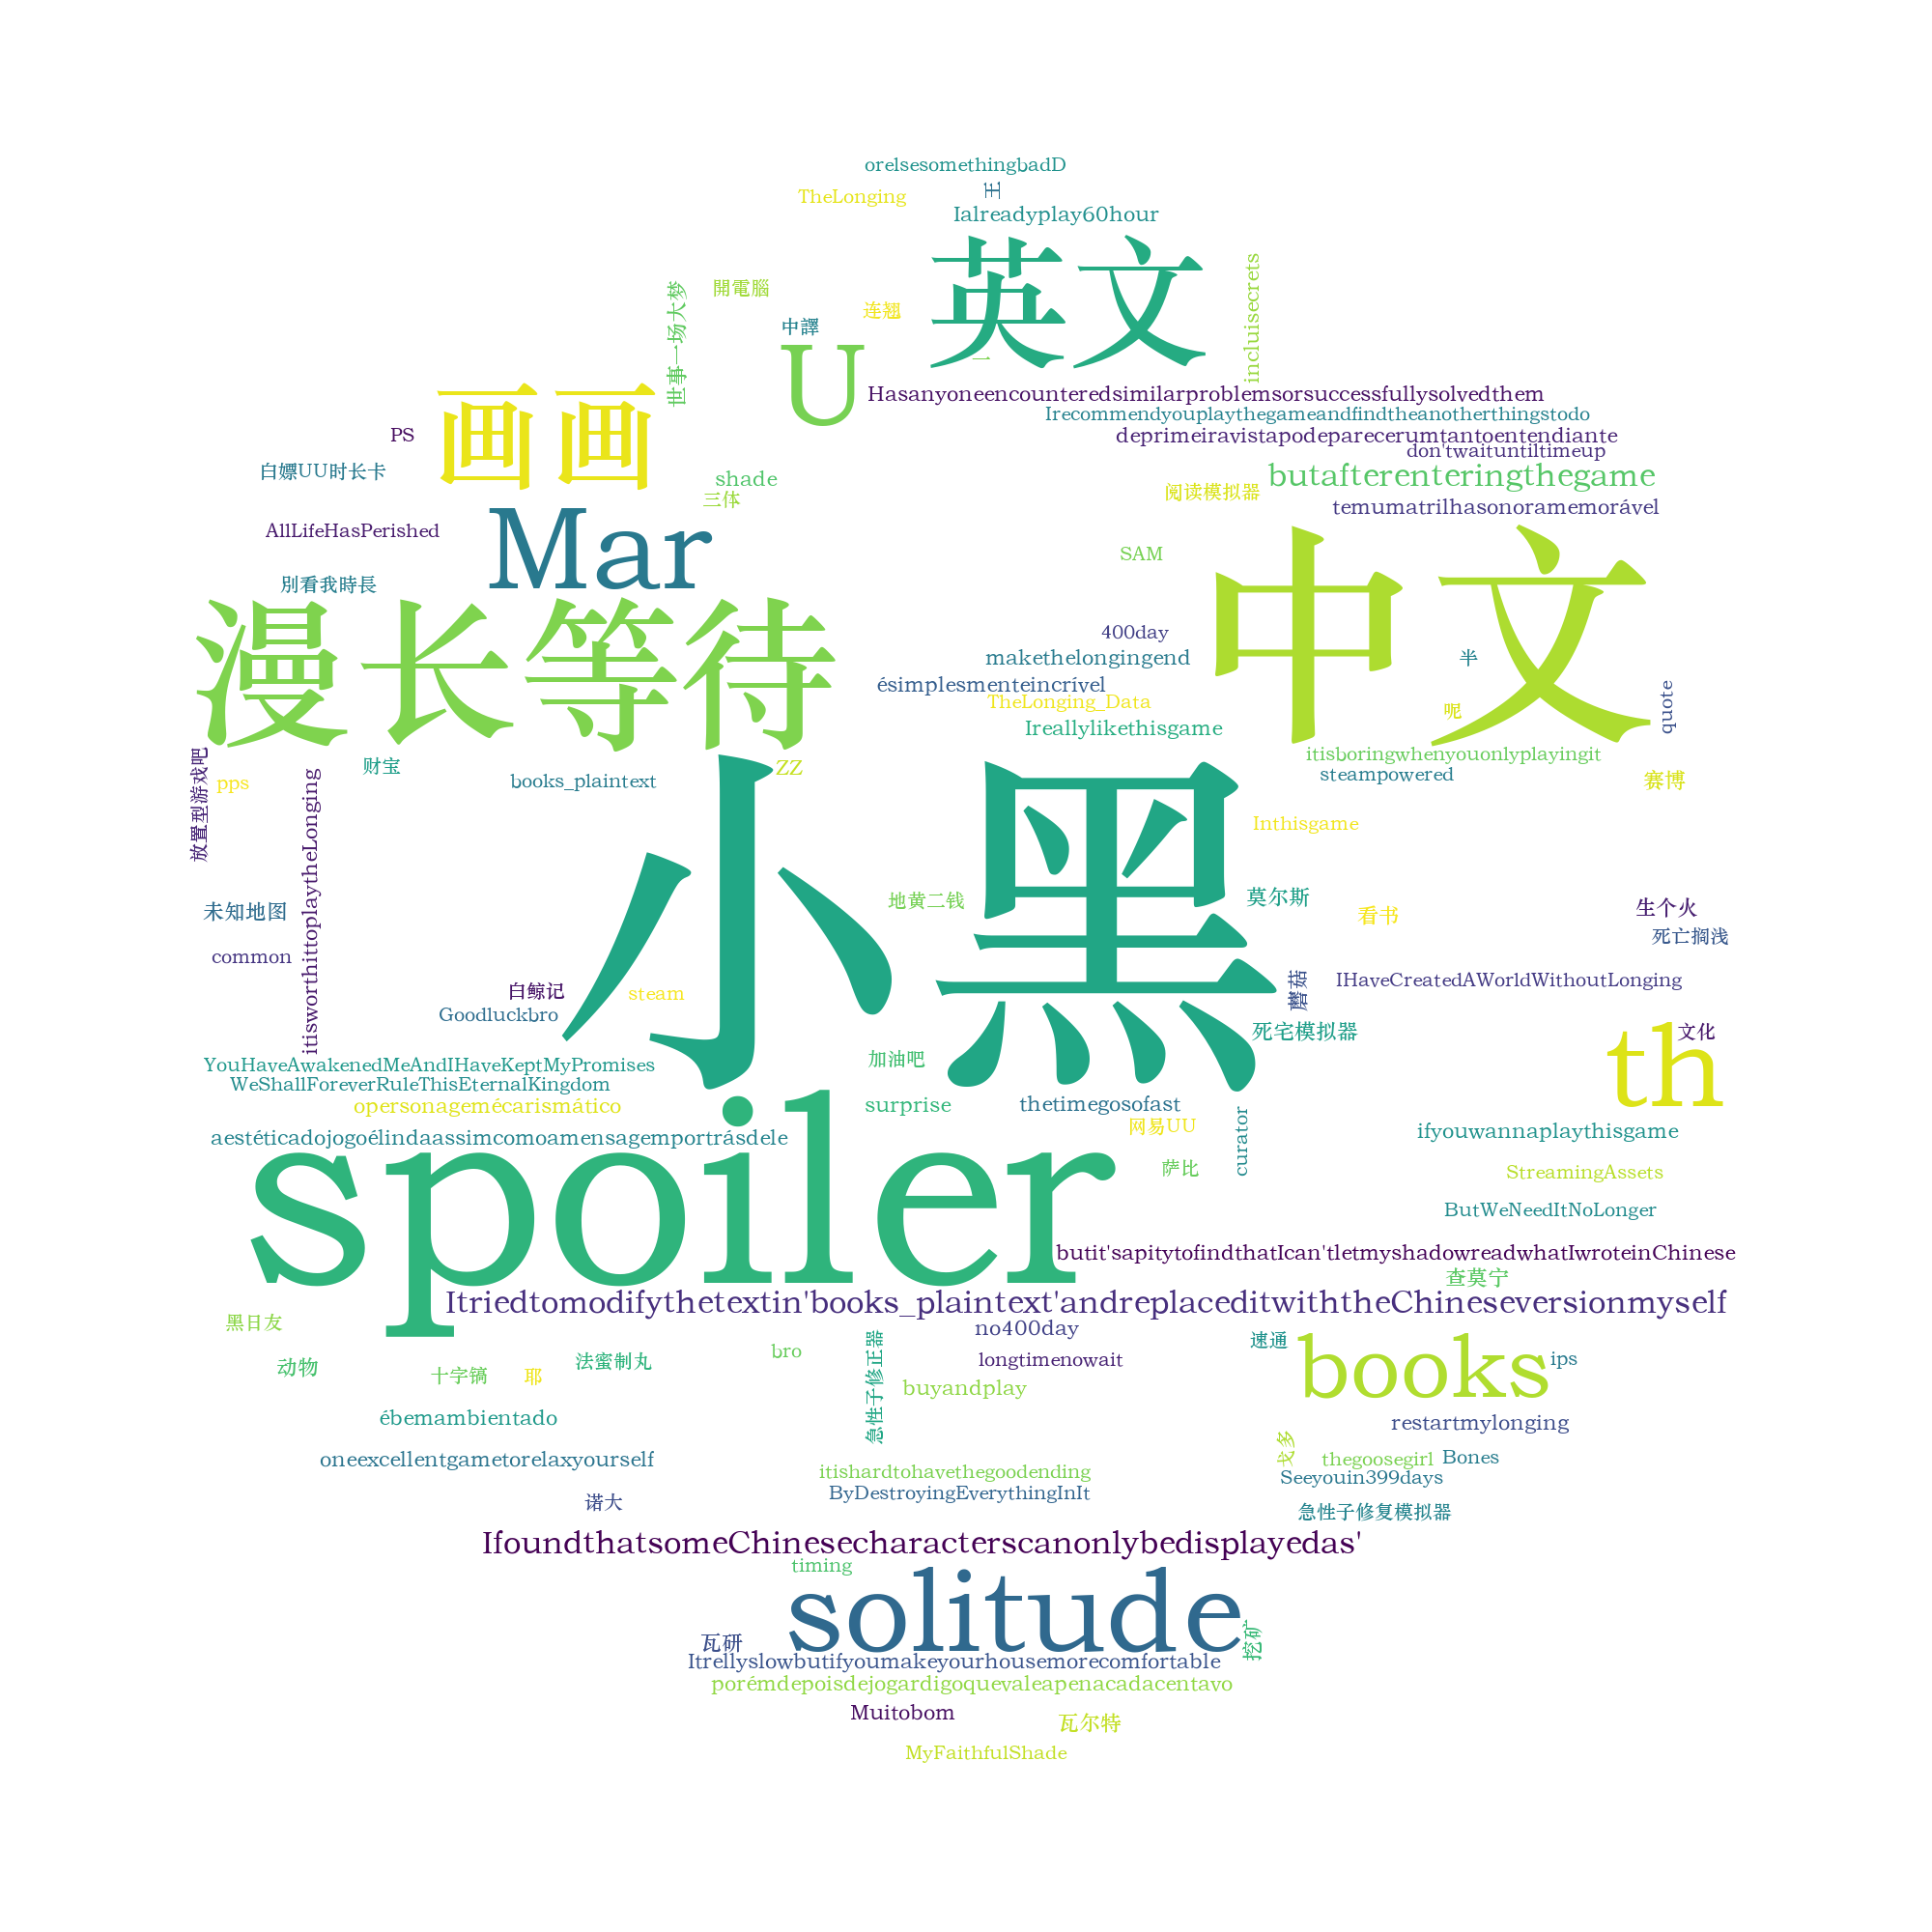 orelsesomethingbadD
王
TheLonging
Ialreadyplay60hour
英文
incluisecrets
世事一场大梦
開電腦
连翘
中譯
U
一
画画
Hasanyoneencounteredsimilarproblemsorsuccessfullysolvedthem
Irecommendyouplaythegameandfindtheanotherthingstodo
PS
deprimeiravistapodeparecerumtantoentendiante
don'twaituntiltimeup
白嫖UU时长卡
shade
butafterenteringthegame
三体
阅读模拟器
temumatrilhasonoramemorável
AllLifeHasPerished
Mar
SAM
中文
別看我時長
400day
漫长等待
makethelongingend
半
ésimplesmenteincrível
TheLonging_Data
呢
quote
Ireallylikethisgame
itisboringwhenyouonlyplayingit
放置型游戏吧
财宝
ZZ
steampowered
pps
books_plaintext
赛博
itisworthittoplaytheLonging
小黑
Inthisgame
未知地图
地黄二钱
莫尔斯
看书
生个火
死亡搁浅
common
白鲸记
steam
蘑菇
IHaveCreatedAWorldWithoutLonging
Goodluckbro
死宅模拟器
文化
th
YouHaveAwakenedMeAndIHaveKeptMyPromises
加油吧
WeShallForeverRuleThisEternalKingdom
opersonagemécarismático
surprise
thetimegosofast
网易UU
curator
aestéticadojogoélindaassimcomoamensagemportrásdele
ifyouwannaplaythisgame
spoiler
萨比
StreamingAssets
ButWeNeedItNoLonger
butit'sapitytofindthatIcan'tletmyshadowreadwhatIwroteinChinese
查莫宁
Itriedtomodifythetextin'books_plaintext'andreplaceditwiththeChineseversionmyself
黑日友
no400day
速通
books
动物
十字镐
耶
法蜜制丸
bro
急性子修正器
longtimenowait
ips
buyandplay
ébemambientado
restartmylonging
oneexcellentgametorelaxyourself
戈多
thegoosegirl
Bones
itishardtohavethegoodending
Seeyouin399days
ByDestroyingEverythingInIt
诺大
急性子修复模拟器
IfoundthatsomeChinesecharacterscanonlybedisplayedas'
timing
solitude
瓦研
挖矿
Itrellyslowbutifyoumakeyourhousemorecomfortable
porémdepoisdejogardigoquevaleapenacadacentavo
Muitobom
瓦尔特
MyFaithfulShade